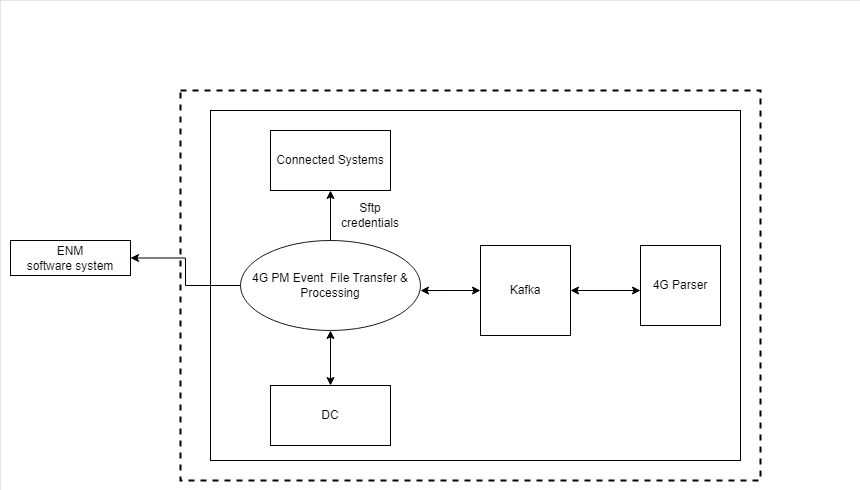 Connected Systems
Sftp
credentials
ENM
software system
4G PM Event File Transfer &
Processing
Kafka
4G Parser
DC